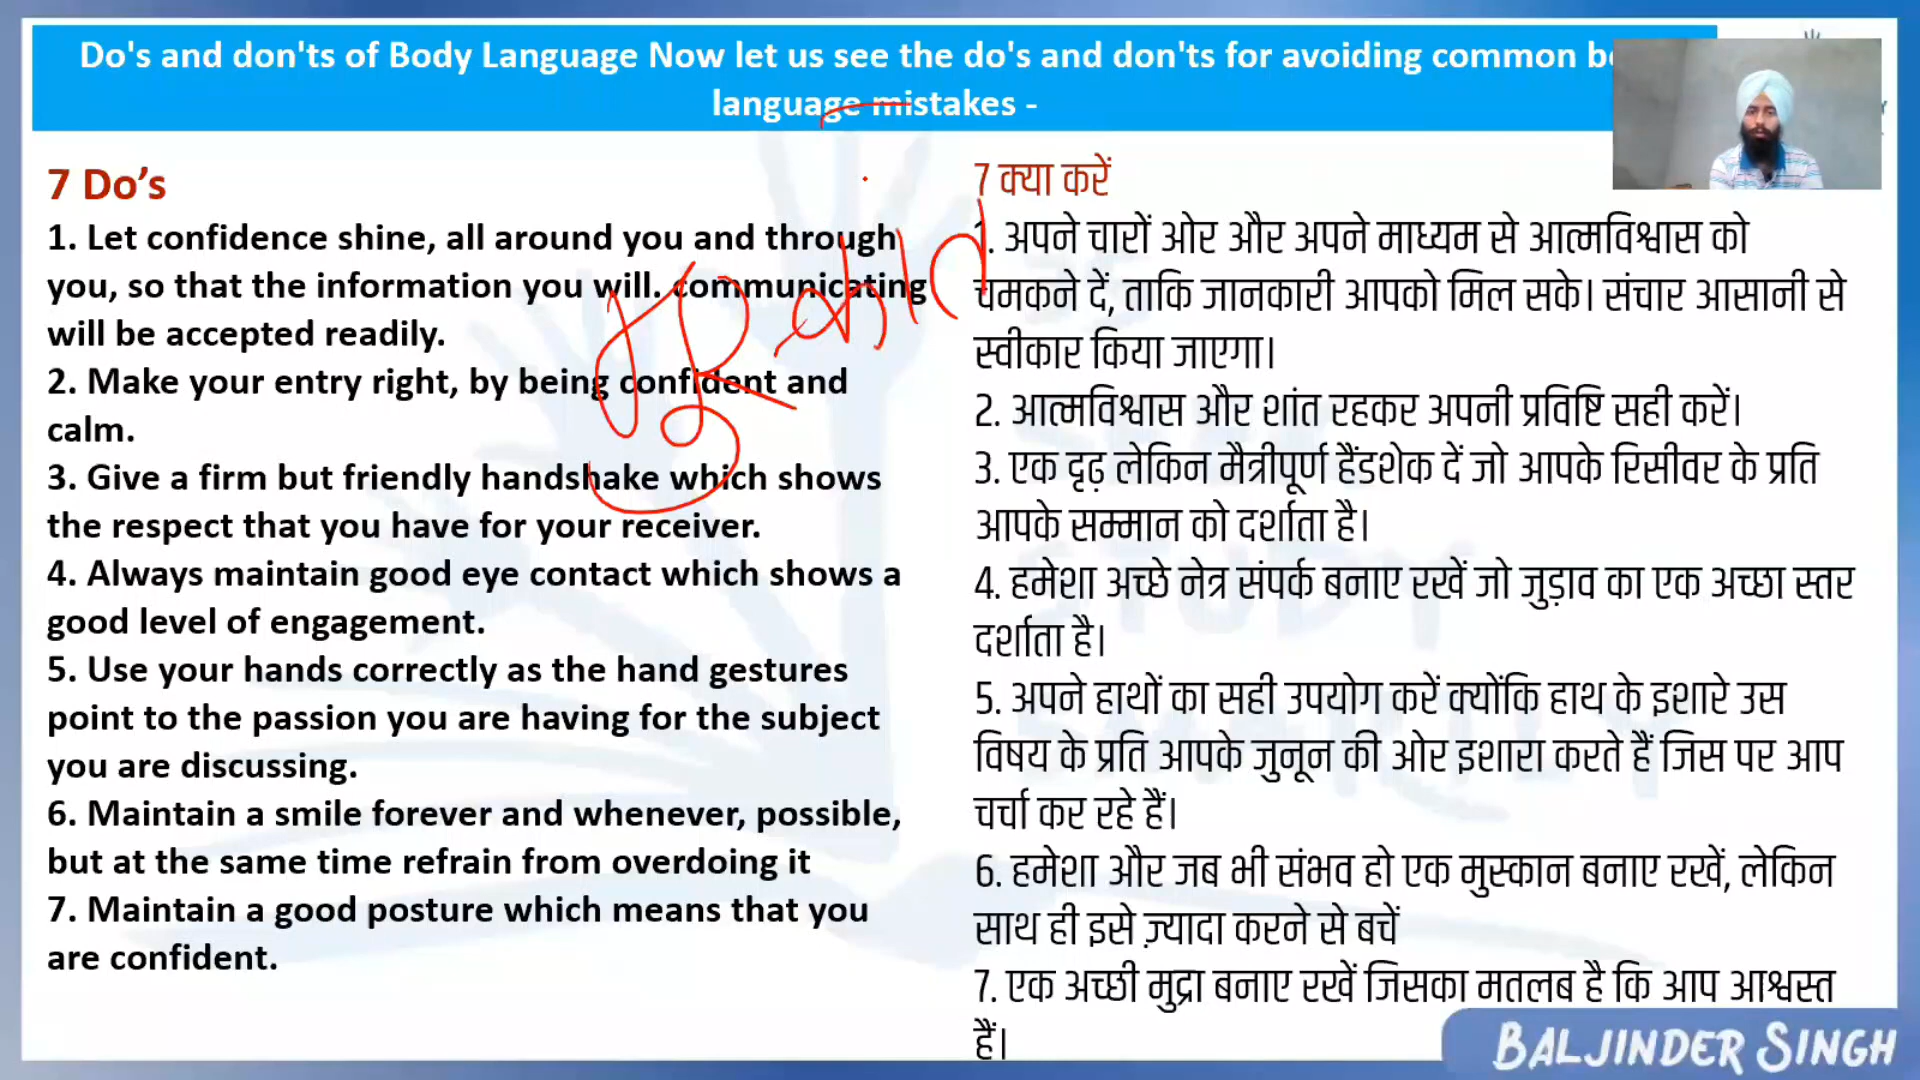 Do's and don'ts of Body Language Now let us see the do's and don'ts for avoiding common
language mistakes -
7 Do’s
1. Let confidence shine, all around you and through
you, so that the information you will. communicating
will be accepted readily.
2. Make your entry right, by being confident and
calm.
3. Give a firm but friendly handshake which shows
the respect that you have for your receiver.
4. Always maintain good eye contact which shows a
good level of engagement.
5. Use your hands correctly as the hand gestures
point to the passion you are having for the subject
you are discussing.
6. Maintain a smile forever and whenever, possible,
but at the same time refrain from overdoing it
7. Maintain a good posture which means that you
are confident.
7 क्या करें
1. अपने चारों ओर और अपने माध्यम से आत्मविश्वास को
चमकने दें, ताकि जानकारी आपको मिल सके। संचार आसानी से
स्वीकार किया जाएगा।
2. आत्मविश्वास और शांत रहकर अपनी प्रविष्टि सही करें।
3. एक दृढ़ लेकिन मैत्रीपूर्ण हैंडशेक दें जो आपके रिसीवर के प्रति
आपके सम्मान को दर्शाता है।
4. हमेशा अच्छे नेत्र संपर्क बनाए रखें जो जुड़ाव का एक अच्छा स्तर
दर्शाता है।
5. अपने हाथों का सही उपयोग करें क्योंकि हाथ के इशारे उस
विषय के प्रति आपके जुनून की ओर इशारा करते हैं जिस पर आप
चर्चा कर रहे हैं।
6. हमेशा और जब भी संभव हो एक मुस्कान बनाए रखें, लेकिन
साथ ही इसे ज़्यादा करने से बचें
7. एक अच्छी मुद्रा बनाए रखें जिसका मतलब है कि आप आश्वस्त
हैं।
BALJINDER SINGH